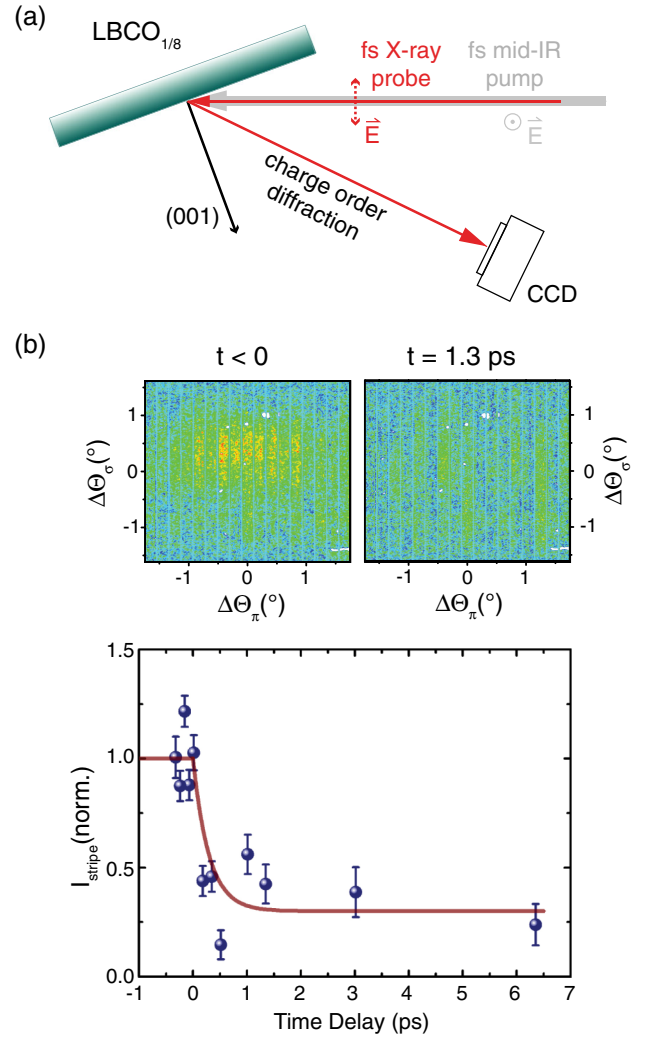 (a)
LBCO1/8
fs X-ray
probe
fs mid-IR
pump
E
E
charge order
diffraction
(001)
CCD
(b)
t < 0
t = 1.3 ps
ΔΘσ(°)
1
0
-1
1
0
-1
ΔΘσ(°)
-1
0
1
-1
0
1
ΔΘπ(°)
ΔΘπ(°)
Istripe(norm.)
1.5
1.0
0.5
0.0
-1
0
1
2
3
4
5
6
7
Time Delay (ps)